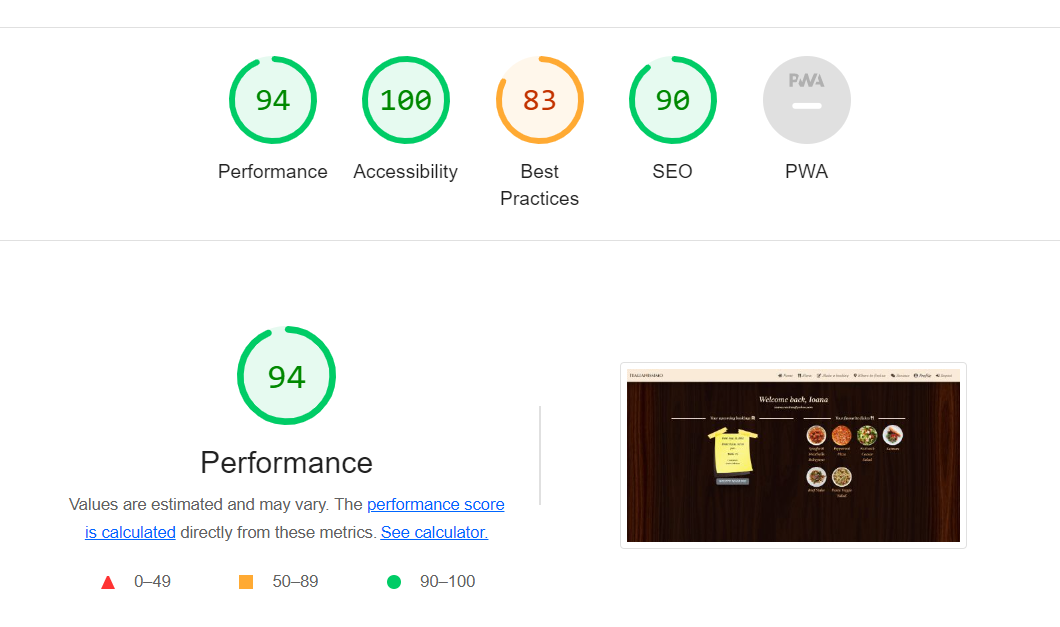 94
100
83
90
PWA
Performance
Accessibility
Best
Practices
SEO
PWA
94
Performance
Values are estimated and may vary. The performance score
is calculated directly from these metrics. See calculator.
0–49
50–89
90–100
Welcome back, Ioana